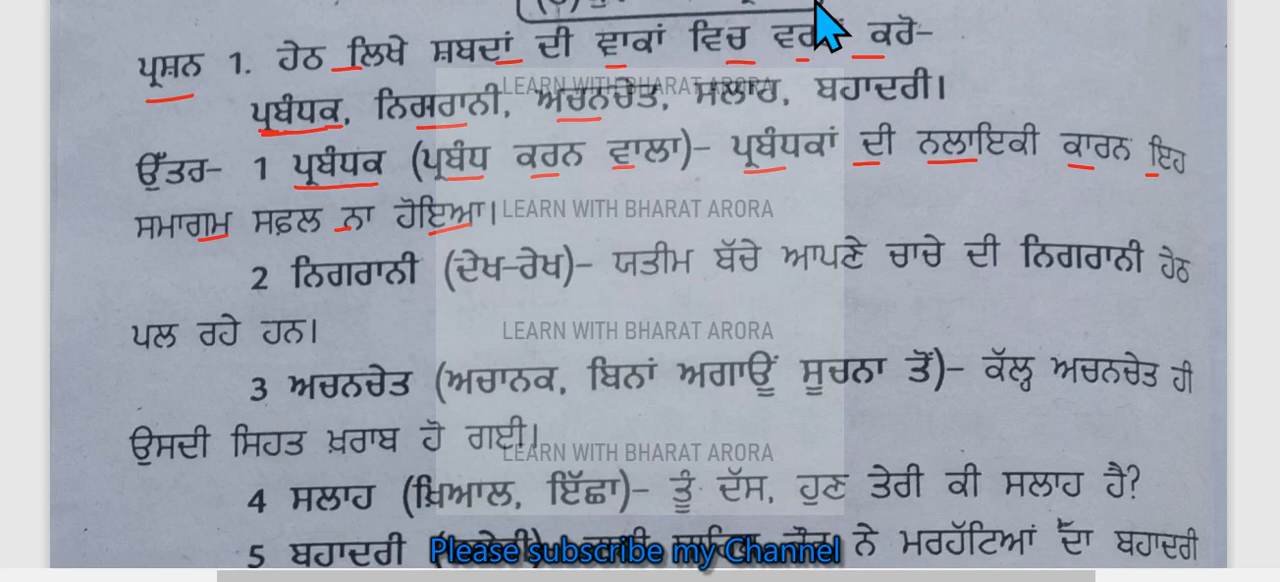 ਪ੍ਰਸ਼ਨ 1. ਹੇਠ ਲਿਖੇ ਸ਼ਬਦਾਂ ਦੀ ਵਾਕਾਂ ਵਿਚ ਕਰੋ–
ਪ੍ਰਬੰਧਕ, ਨਿਗਰਾਨੀ, ਅਚਨਚੇਤ, ਸਲਾਹ, ਬਹਾਦਰੀ।
ਉੱਤਰ– 1 ਪ੍ਰਬੰਧਕ (ਪ੍ਰਬੰਧ ਕਰਨ ਵਾਲਾ)– ਪ੍ਰਬੰਧਕਾਂ ਦੀ ਨਲਾਇਕੀ ਕਾਰਨ ਇਹ
ਸਮਾਗਮ ਸਫ਼ਲ ਨਾ ਹੋਇਆ।
2 ਨਿਗਰਾਨੀ (ਦੇਖ-ਰੇਖ)– ਯਤੀਮ ਬੱਚੇ ਆਪਣੇ ਚਾਚੇ ਦੀ ਨਿਗਰਾਨੀ ਹੇਠ
ਪਲ ਰਹੇ ਹਨ।
3 ਅਚਨਚੇਤ (ਅਚਾਨਕ, ਬਿਨਾਂ ਅਗਾਊਂ ਸੂਚਨਾ ਤੋਂ)– ਕੱਲ੍ਹ ਅਚਨਚੇਤ ਹੀ
ਉਸਦੀ ਸਿਹਤ ਖ਼ਰਾਬ ਹੋ ਗਈ।
4 ਸਲਾਹ (ਖ਼ਿਆਲ, ਇੱਛਾ)– ਤੂੰ ਦੱਸ, ਹੁਣ ਤੇਰੀ ਕੀ ਸਲਾਹ ਹੈ?
5 ਬਹਾਦਰੀ ਨੇ ਮਰਹੱਟਿਆਂ ਦਾ ਬਹਾਦਰੀ
LEARN WITH BHARAT ARORA
LEARN WITH BHARAT ARORA
LEARN WITH BHARAT ARORA
LEARN WITH BHARAT ARORA
Please subscribe my Channel